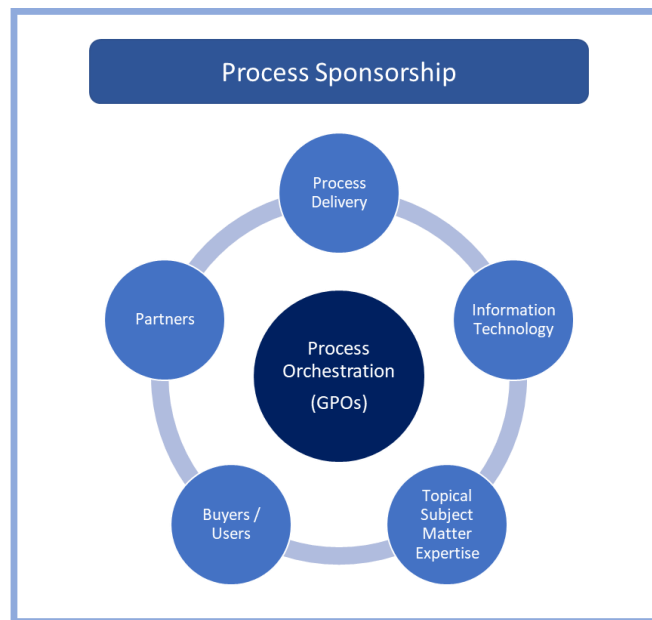 Process Sponsorship
Process
Delivery
Partners
Information
Technology
Process
Orchestration
(GPOs)
Buyers /
Users
Topical
Subject
Matter
Expertise